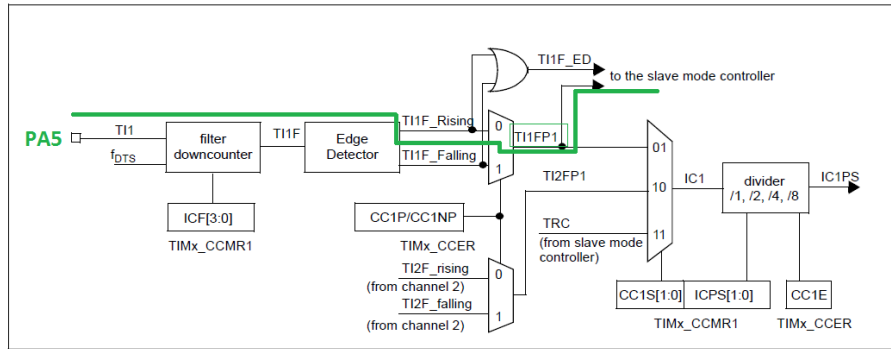 TI1F_ED
to the slave mode controller
PA5
TI1
fDTS
filter
downcounter
TI1F
Edge
Detector
TI1F_Rising
TI1F_Falling
0
1
TI1FP1
TI2FP1
01
10
11
IC1
divider
/1, /2, /4, /8
IC1PS
ICF[3:0]
TIMx_CCMR1
CC1P/CC1NP
TIMx_CCER
TRC
(from slave mode
controller)
TI2F_rising
(from channel 2)
TI2F_falling
(from channel 2)
0
1
CC1S[1:0]
ICPS[1:0]
TIMx_CCMR1
CC1E
TIMx_CCER